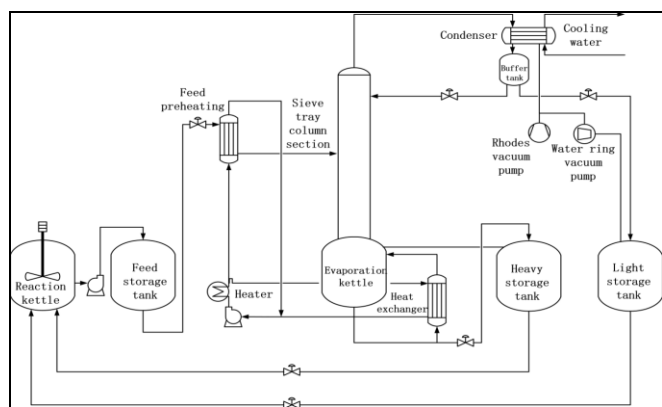 Condenser
Cooling
water
Buffer
tank
Feed
preheating
Sieve
tray
column
section
Rhodes
vacuum
pump
Water ring
vacuum
pump
Reaction
kettle
Feed
storage
tank
Heater
Evaporation
kettle
Heat
exchanger
Heavy
storage
tank
Light
storage
tank